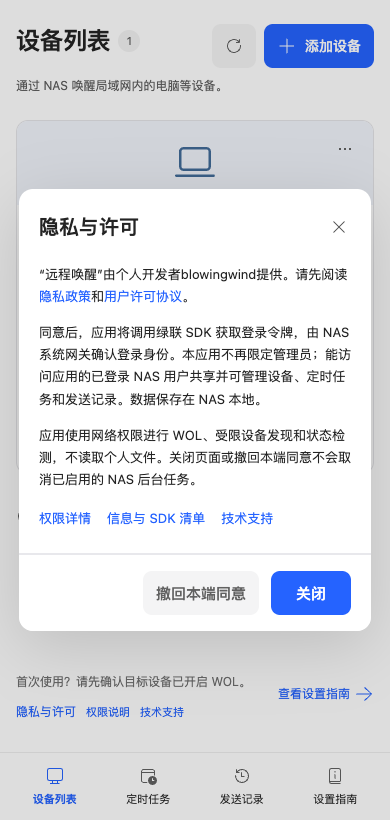 设备列表 1
添加设备
通过 NAS 唤醒局域网内的电脑等设备。
隐私与许可
“远程唤醒”由个人开发者blowingwind提供。请先阅读
隐私政策和用户许可协议。
同意后，应用将调用绿联 SDK 获取登录令牌，由 NAS
系统网关确认登录身份。本应用不再限定管理员；能访
问应用的已登录 NAS 用户共享并可管理设备、定时任
务和发送记录。数据保存在 NAS 本地。
应用使用网络权限进行 WOL、受限设备发现和状态检
测，不读取个人文件。关闭页面或撤回本端同意不会取
消已启用的 NAS 后台任务。
权限详情 信息与 SDK 清单 技术支持
撤回本端同意 关闭
首次使用？请先确认目标设备已开启 WOL。
查看设置指南
隐私与许可 权限说明 技术支持
设备列表 定时任务 发送记录 设置指南